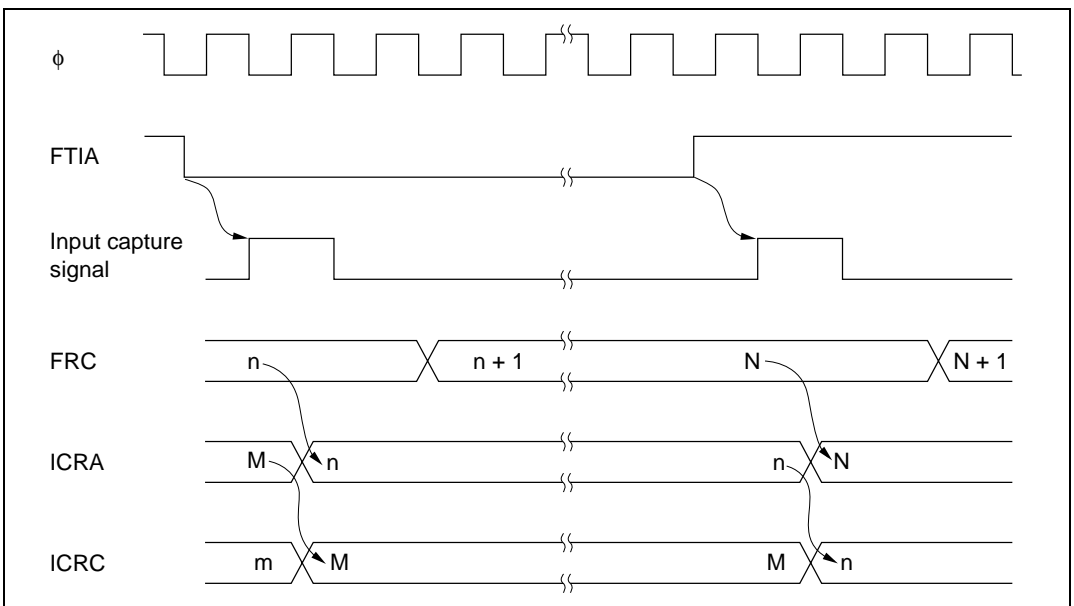 ϕ
FTIA
Input capture
signal
FRC n n + 1 N N + 1
ICRA M n n N
ICRC m M M n